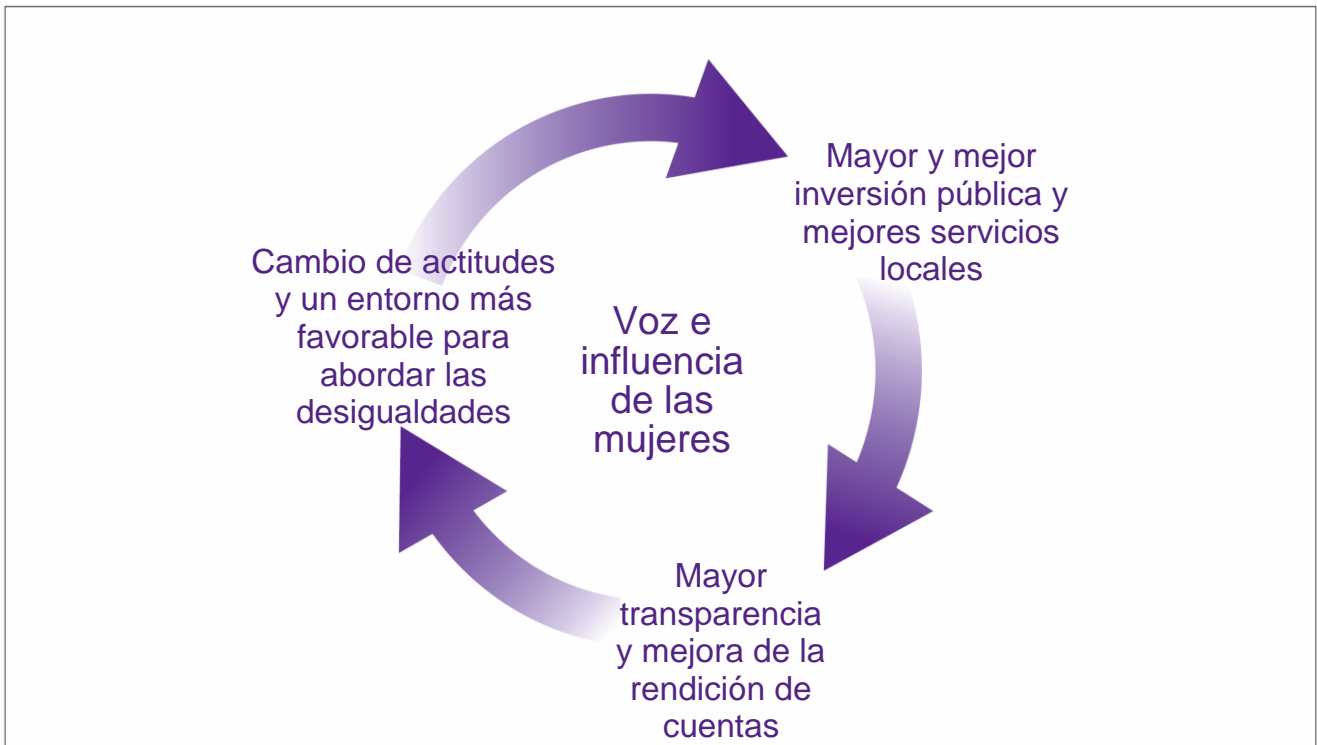 Mayor y mejor
inversión pública y
mejores servicios
locales
Cambio de actitudes
y un entorno más
favorable para
abordar las
desigualdades
Voz e
influencia
de las
mujeres
Mayor
transparencia
y mejora de la
rendición de
cuentas